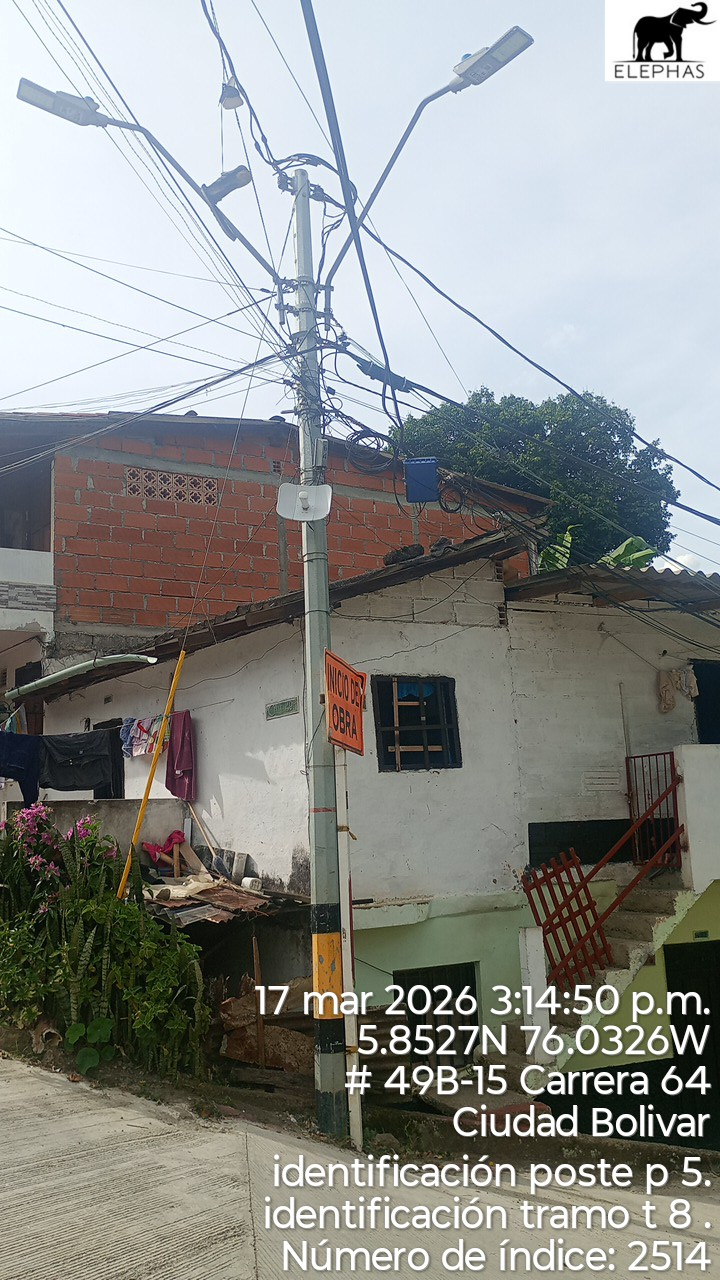 ELEPHAS
INICIO DE
OBRA
17 mar 2026 3:14:50 p.m.
5.8527N 76.0326W
# 49B-15 Carrera 64
Ciudad Bolivar
identificación poste p 5.
identificación tramo t 8 .
Número de índice: 2514